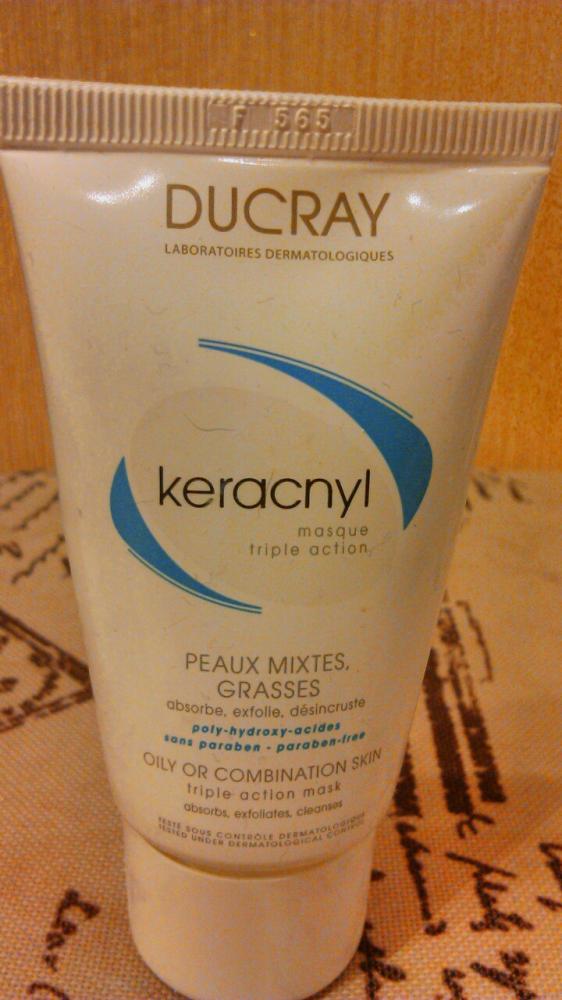 F 565
DUCRAY
LABORATOIRES DERMATOLOGIQUES
keracnyl
masque
triple action
PEAUX MIXTES,
GRASSES
absorbe, exfolie, désincruste
poly-hydroxy-acides
sans paraben - paraben-free
OILY OR COMBINATION SKIN
triple action mask
absorbs, exfoliates, cleanses
TESTÉ SOUS CONTRÔLE DERMATOLOGIQUE
TESTED UNDER DERMATOLOGICAL CONTROL